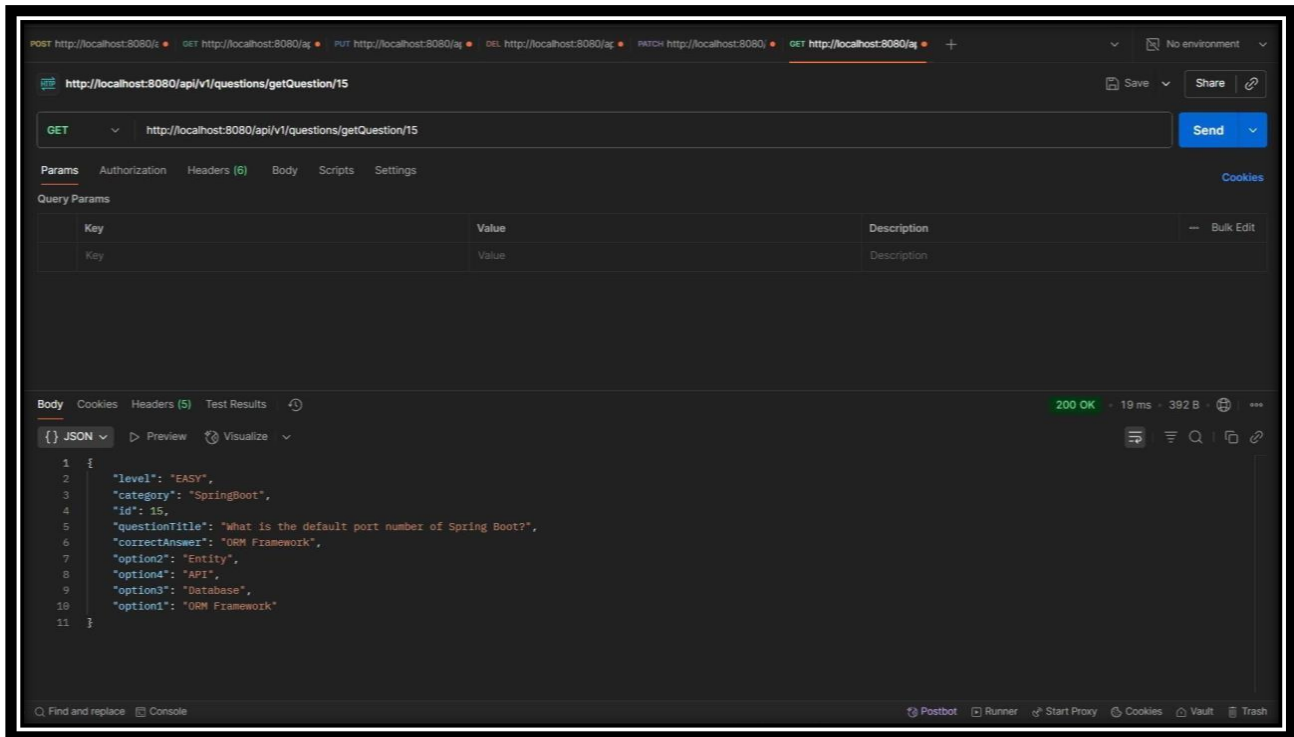 POST http://localhost:8080/a GET http://localhost:8080/ap PUT http://localhost:8080/ap DEL http://localhost:8080/ap PATCH http://localhost:8080/ GET http://localhost:8080/ap No environment
HTTP http://localhost:8080/api/v1/questions/getQuestion/15 Save Share
GET http://localhost:8080/api/v1/questions/getQuestion/15 Send
Params Authorization Headers (6) Body Scripts Settings Cookies
Query Params
Key Value Description ... Bulk Edit
Key Value Description
Body Cookies Headers (5) Test Results 200 OK 19 ms 392 B
{} JSON Preview Visualize
1 {
2 "level": "EASY",
3 "category": "SpringBoot",
4 "id": 15,
5 "questionTitle": "What is the default port number of Spring Boot?",
6 "correctAnswer": "ORM Framework",
7 "option2": "Entity",
8 "option4": "API",
9 "option3": "Database",
10 "option1": "ORM Framework"
11 }
Find and replace Console Postbot Runner Start Proxy Cookies Vault Trash